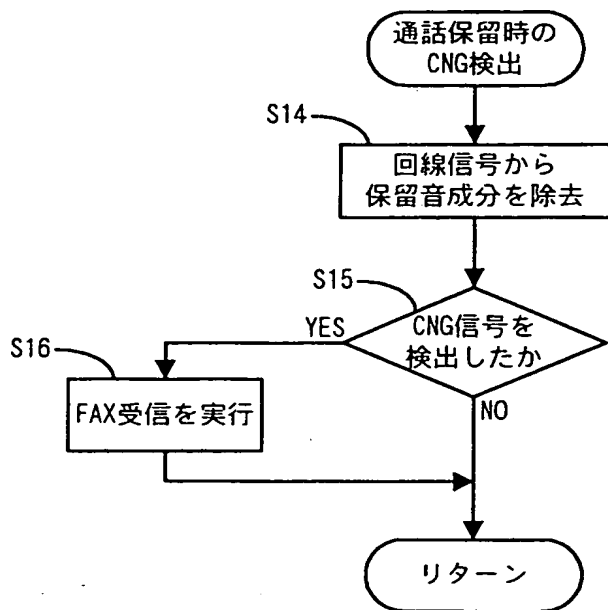 通話保留時の
CNG検出
S14
回線信号から
保留音成分を除去
S15
CNG信号を
検出したか
YES
NO
S16
FAX受信を実行
リターン